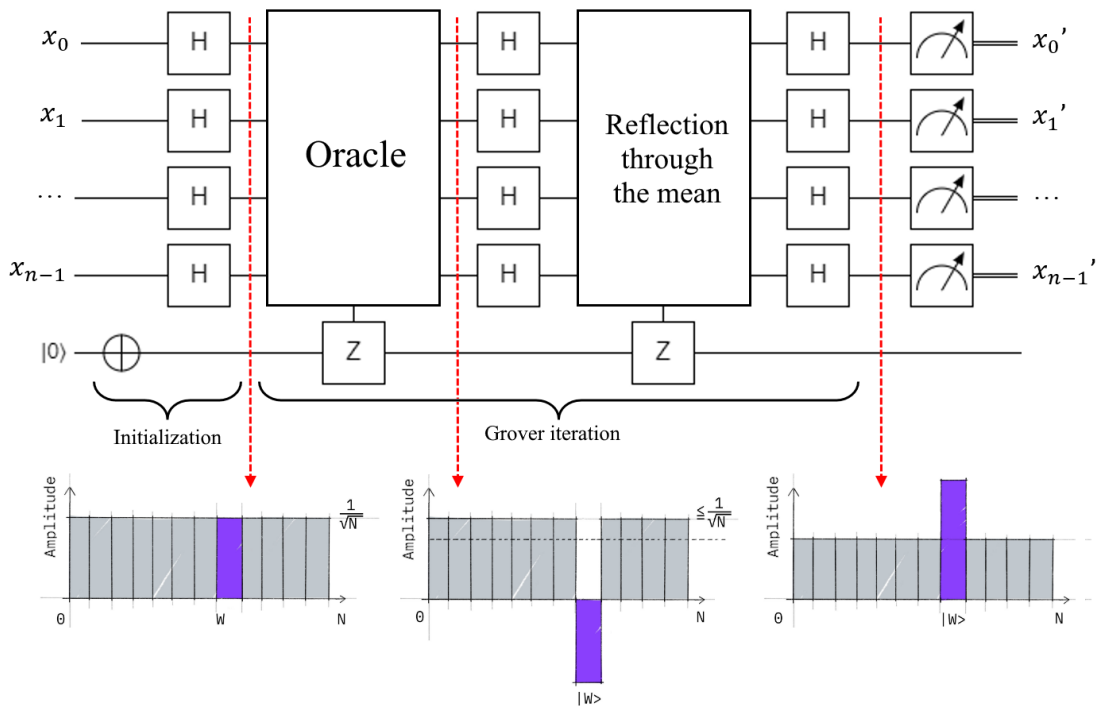 x₀ H H H x₀’
x₁ H H H x₁’
Oracle
Reflection
through
the mean
… H H H …
xₙ₋₁ H H H xₙ₋₁’
|0⟩ Z Z
Initialization
Grover iteration
Amplitude
1/√N
0 W N
Amplitude
≤ 1/√N
0 N
|W>
Amplitude
0 |W> N